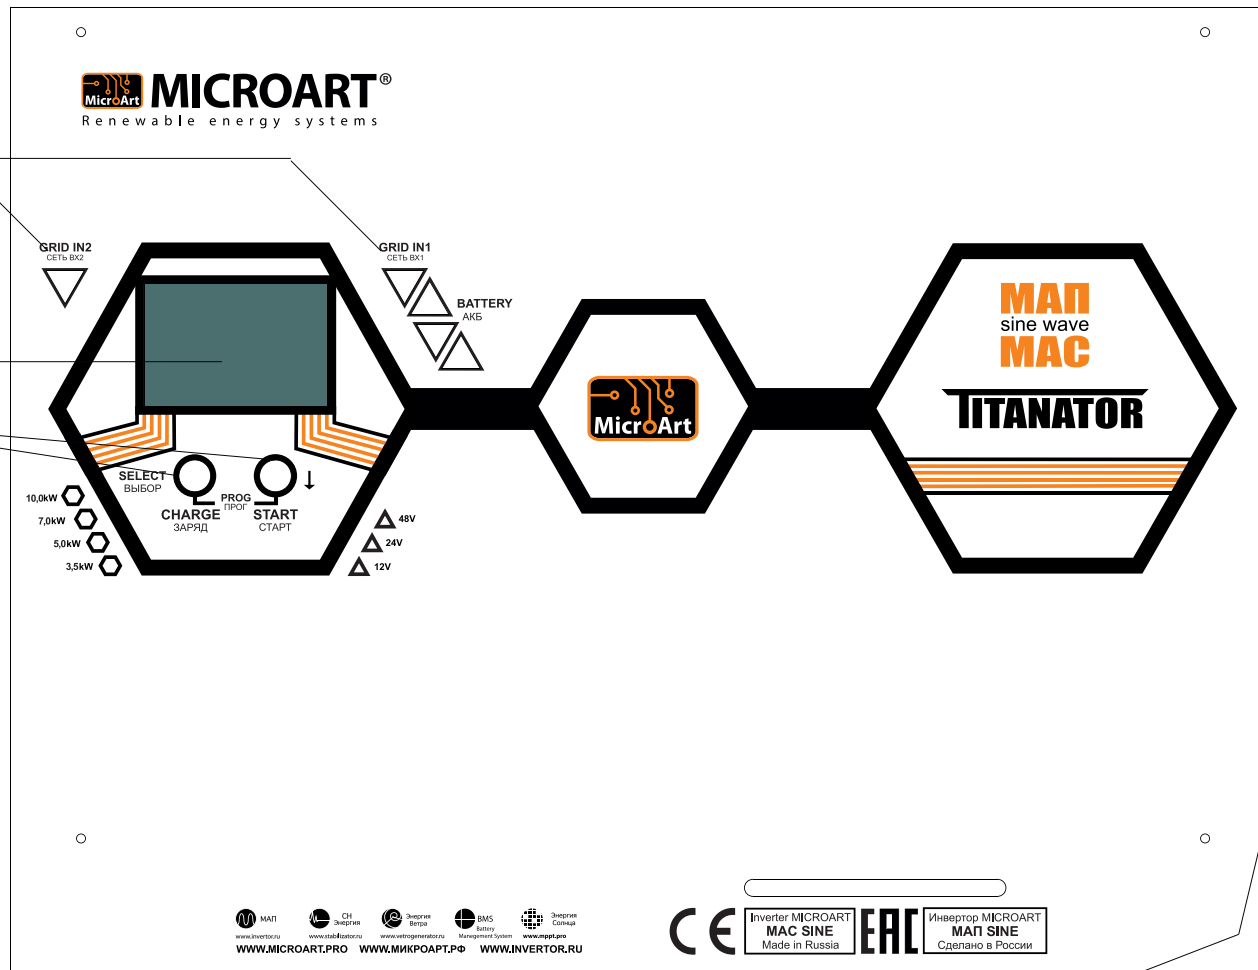 MicroArt MICROART®
Renewable energy systems
GRID IN2
СЕТЬ ВХ2
GRID IN1
СЕТЬ ВХ1
BATTERY
АКБ
МАП
sine wave
MAC
TITANATOR
MicroArt
SELECT
ВЫБОР
PROG
ПРОГ
CHARGE
ЗАРЯД
START
СТАРТ
10,0kW
7,0kW
5,0kW
3,5kW
48V
24V
12V
МАП
www.invertor.ru
СН
Энергия
www.stabilizator.ru
Энергия
Ветра
www.vetrogenerator.ru
BMS
Battery
Management System
Энергия
Солнца
www.mppt.pro
WWW.MICROART.PRO WWW.МИКРОАРТ.РФ WWW.INVERTOR.RU
CE
Inverter MICROART
MAC SINE
Made in Russia
EAC
Инвертор MICROART
МАП SINE
Сделано в России